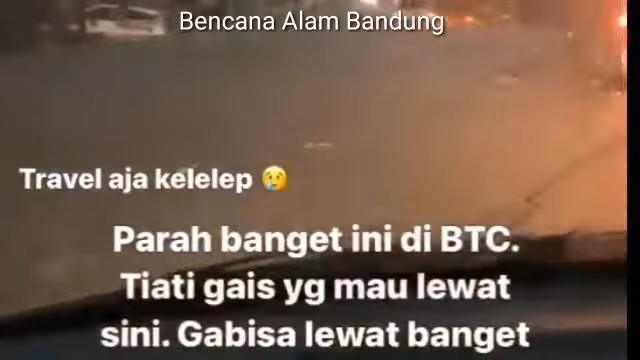 Bencana Alam Bandung
Travel aja kelelep 😢
Parah banget ini di BTC.
Tiati gais yg mau lewat
sini. Gabisa lewat banget